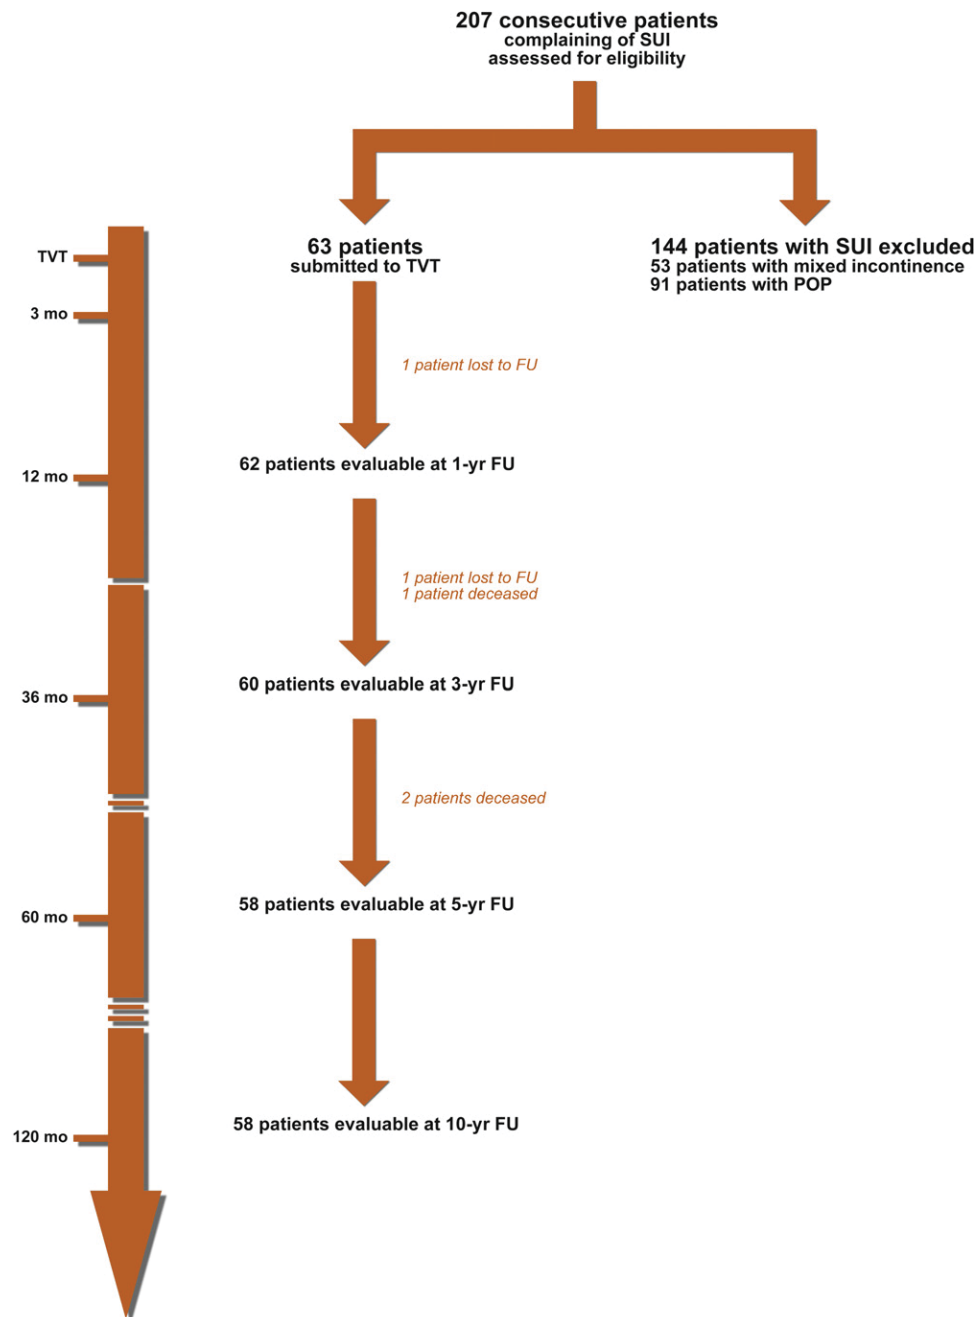 207 consecutive patients
complaining of SUI
assessed for eligibility
63 patients
submitted to TVT
144 patients with SUI excluded
53 patients with mixed incontinence
91 patients with POP
TVT
3 mo
1 patient lost to FU
62 patients evaluable at 1-yr FU
12 mo
1 patient lost to FU
1 patient deceased
60 patients evaluable at 3-yr FU
36 mo
2 patients deceased
58 patients evaluable at 5-yr FU
60 mo
58 patients evaluable at 10-yr FU
120 mo